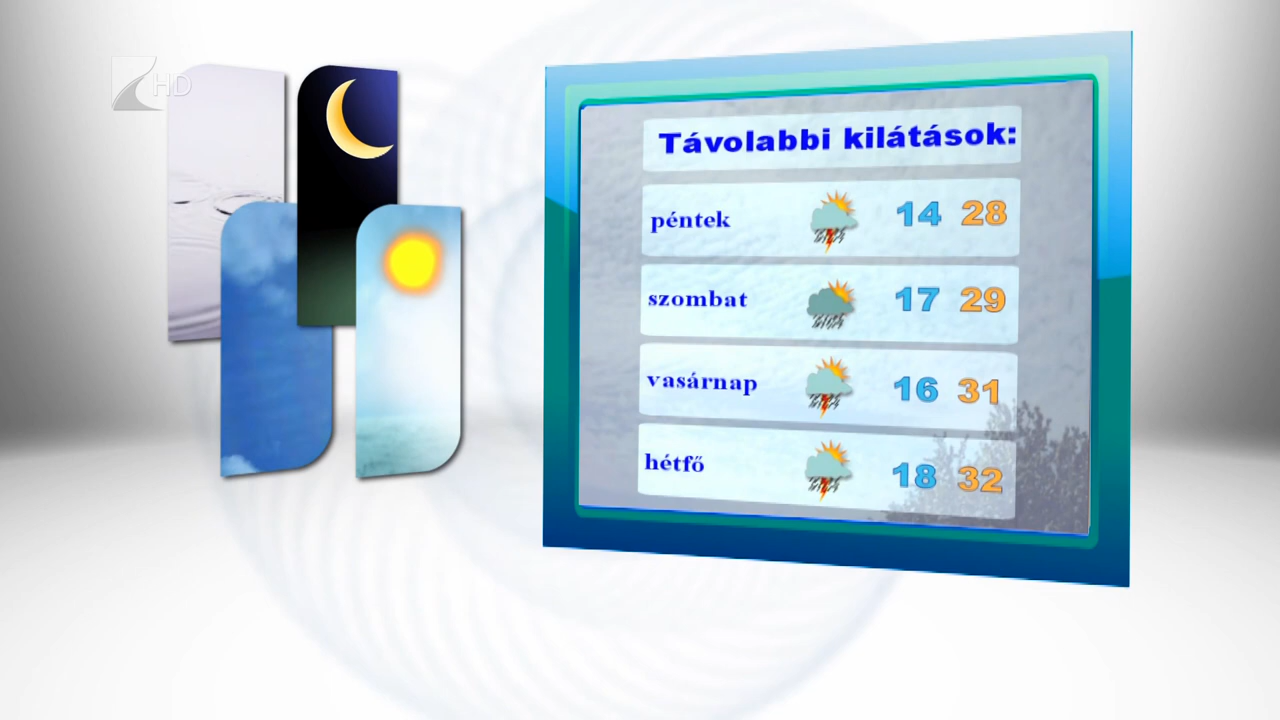 HD
Távolabbi kilátások:
péntek 14 28
szombat 17 29
vasárnap 16 31
hétfő 18 32